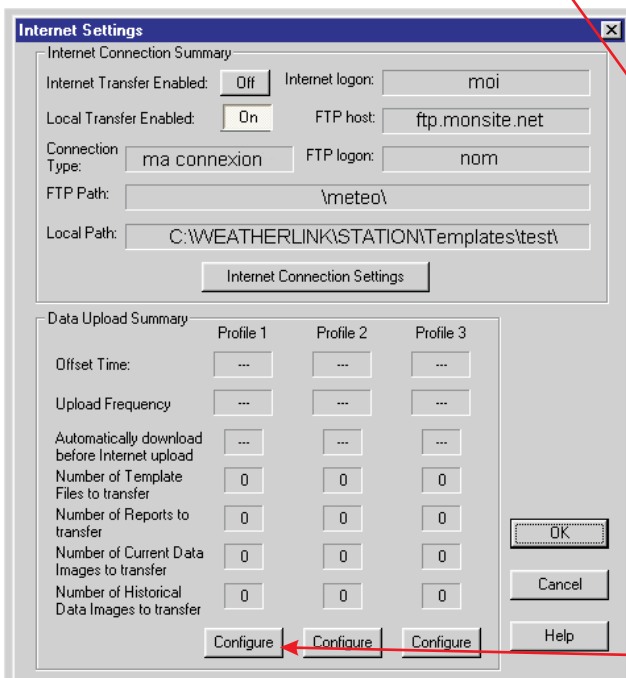 Internet Settings
Internet Connection Summary
Internet Transfer Enabled: Off Internet logon: moi
Local Transfer Enabled: On FTP host: ftp.monsite.net
Connection Type: ma connexion FTP logon: nom
FTP Path: \meteo\
Local Path: C:\WEATHERLINK\STATION\Templates\test\
Internet Connection Settings
Data Upload Summary
Profile 1 Profile 2 Profile 3
Offset Time: --- --- ---
Upload Frequency --- --- ---
Automatically download
before Internet upload --- --- ---
Number of Template
Files to transfer 0 0 0
Number of Reports to
transfer 0 0 0
Number of Current Data
Images to transfer 0 0 0
Number of Historical
Data Images to transfer 0 0 0
Configure Configure Configure
OK
Cancel
Help